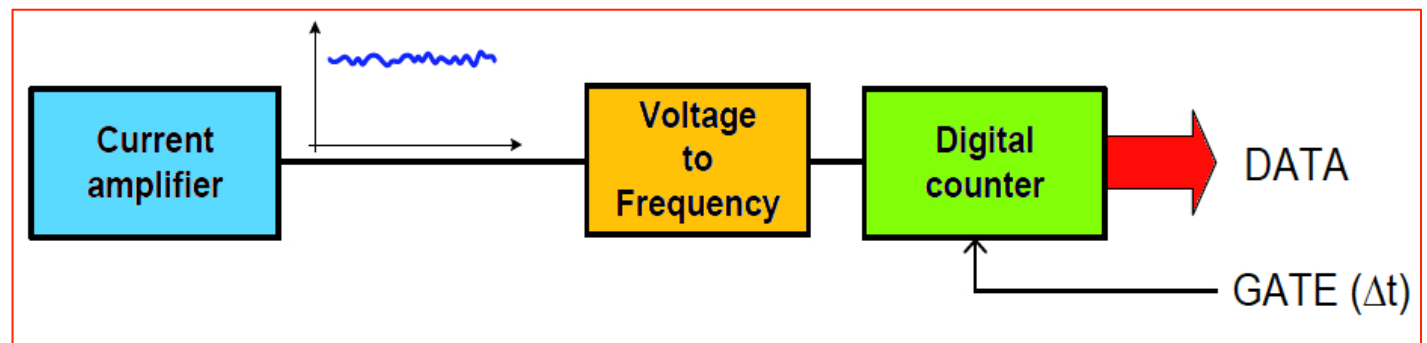 Current
amplifier
Voltage
to
Frequency
Digital
counter
DATA
GATE (Δt)